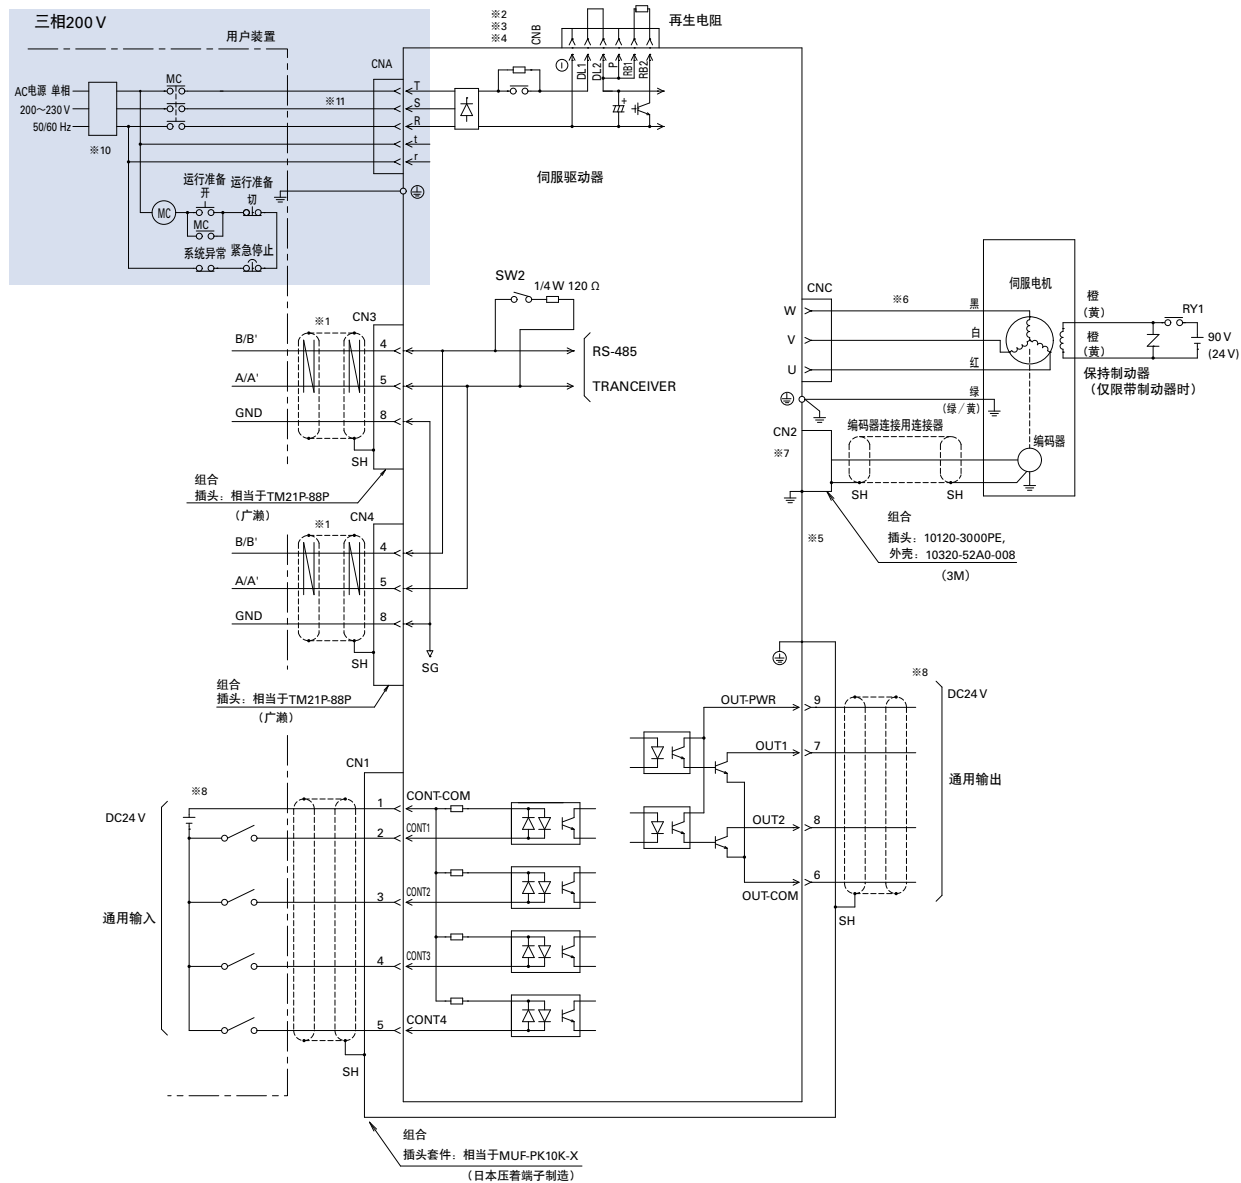 三相200 V
用户装置
CNA
AC电源 单相
200～230 V
50/60 Hz
※10
MC
※11
T
S
R
t
r
运行准备
开
运行准备
切
MC
MC
系统异常
紧急停止
※2
※3
※4
CNB
再生电阻
DL1
DL2
P
RB1
RB2
伺服驱动器
SW2
1/4 W 120 Ω
CN3
※1
B/B'
4
RS-485
A/A'
5
TRANCEIVER
GND
8
SH
组合
插头：相当于TM21P-88P
（广濑）
CN4
※1
B/B'
4
A/A'
5
GND
8
SH
SG
组合
插头：相当于TM21P-88P
（广濑）
CNC
W
V
U
※6
黑
白
红
绿
（绿／黄）
伺服电机
橙
（黄）
橙
（黄）
RY1
90 V
(24 V)
保持制动器
（仅限带制动器时）
CN2
※7
编码器连接用连接器
编码器
SH
SH
组合
插头：10120-3000PE,
外壳：10320-52A0-008
（3M）
※5
※8
DC24 V
OUT-PWR
9
OUT1
7
通用输出
OUT2
8
OUT-COM
6
SH
CN1
※8
DC24 V
1
CONT-COM
2
CONT1
3
CONT2
通用输入
4
CONT3
5
CONT4
SH
组合
插头套件：相当于MUF-PK10K-X
（日本压着端子制造）